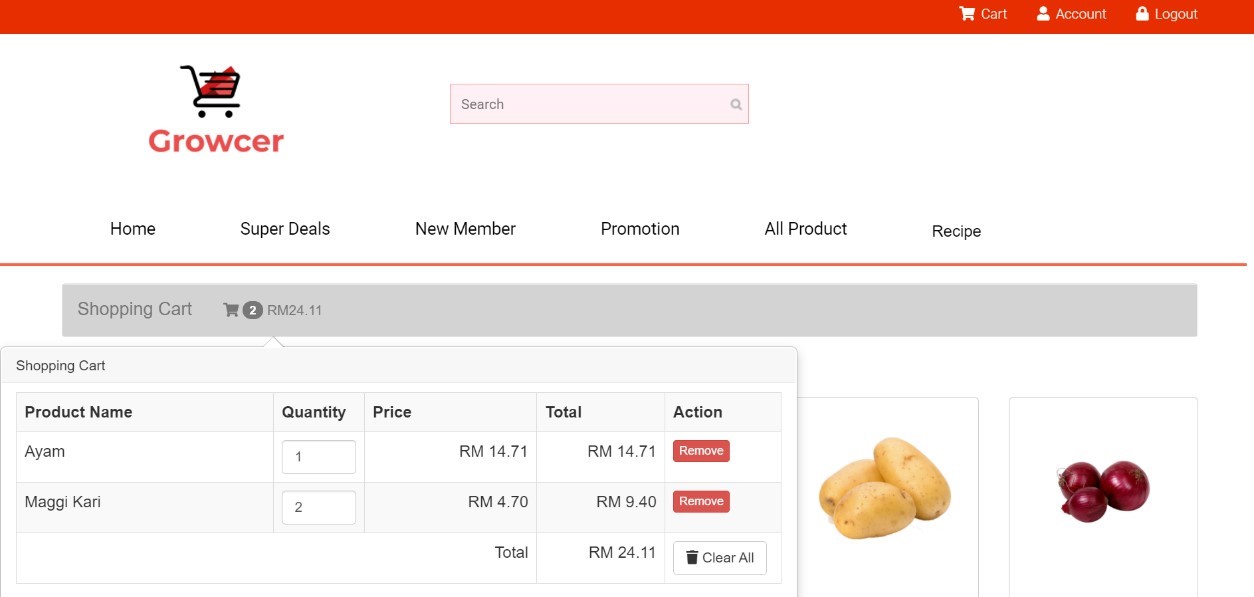 Cart Account Logout
Growcer
Search
Home Super Deals New Member Promotion All Product Recipe
Shopping Cart 2 RM24.11
Shopping Cart
Product Name Quantity Price Total Action
Ayam 1 RM 14.71 RM 14.71 Remove
Maggi Kari 2 RM 4.70 RM 9.40 Remove
Total RM 24.11 Clear All